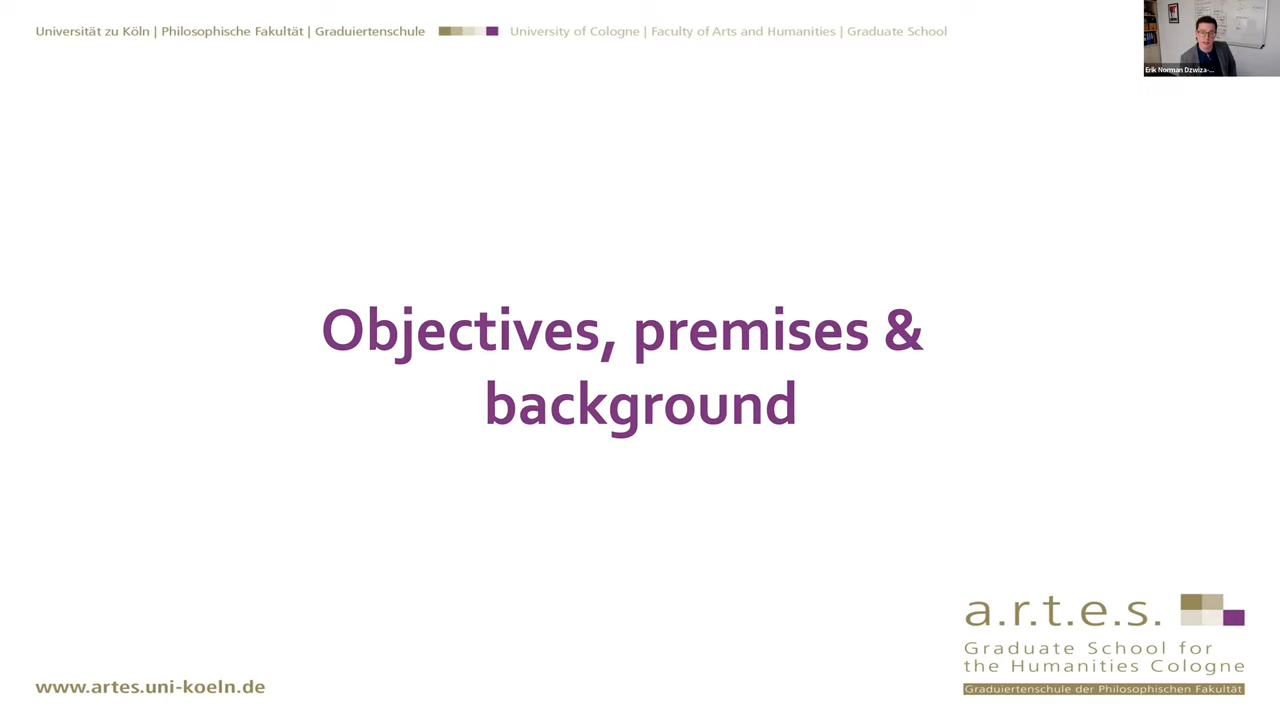 Universität zu Köln | Philosophische Fakultät | Graduiertenschule University of Cologne | Faculty of Arts and Humanities | Graduate School
Erik Norman Dzwiza-...
Objectives, premises &
background
a.r.t.e.s.
Graduate School for
the Humanities Cologne
Graduiertenschule der Philosophischen Fakultät
www.artes.uni-koeln.de